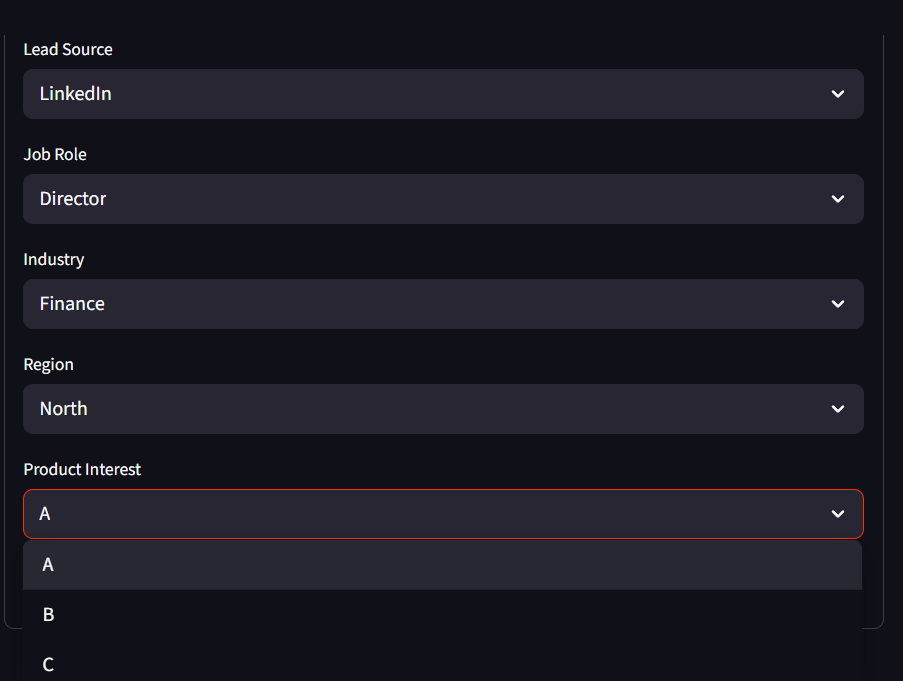 Lead Source
LinkedIn
Job Role
Director
Industry
Finance
Region
North
Product Interest
A
A
B
C